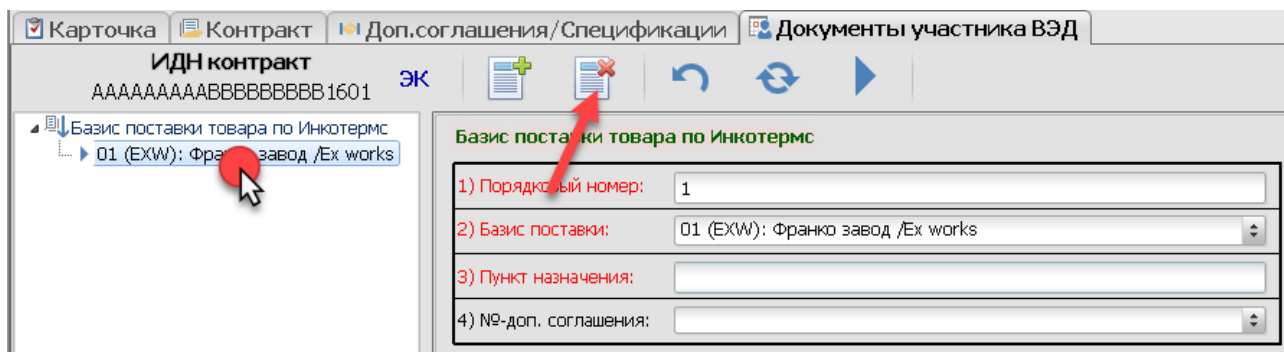 Карточка Контракт Доп.соглашения/Спецификации Документы участника ВЭД
ИДН контракт
AAAAAAAAABBBBBBBBB1601 ЭК
Базис поставки товара по Инкотермс
01 (EXW): Франко завод /Ex works
Базис поставки товара по Инкотермс
1) Порядковый номер: 1
2) Базис поставки: 01 (EXW): Франко завод /Ex works
3) Пункт назначения:
4) №-доп. соглашения: